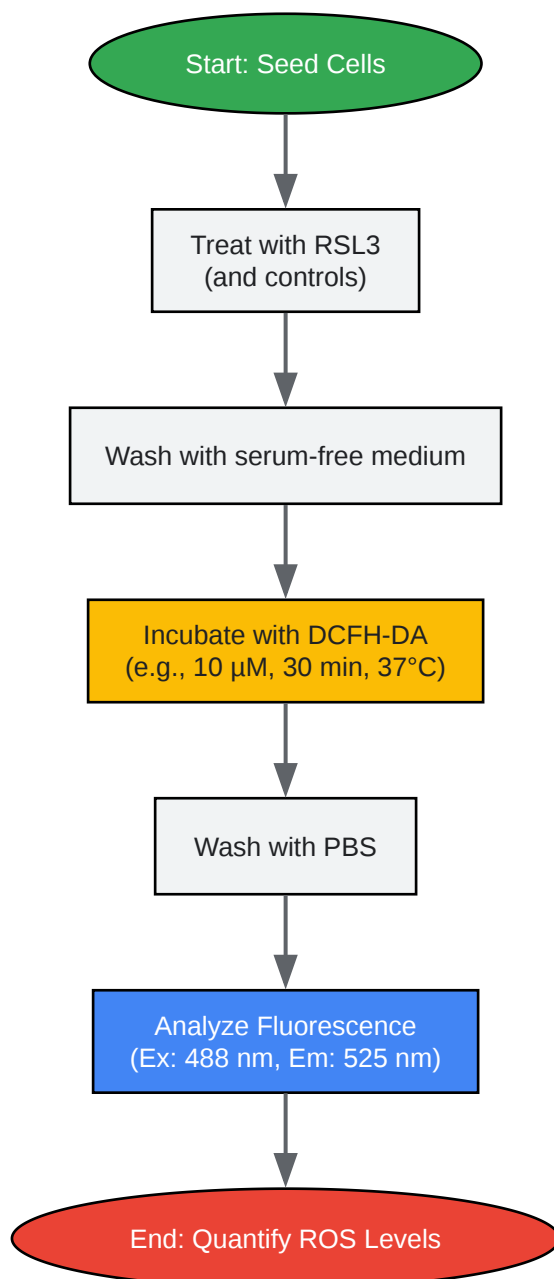 Start: Seed Cells
Treat with RSL3
(and controls)
Wash with serum-free medium
Incubate with DCFH-DA
(e.g., 10 µM, 30 min, 37°C)
Wash with PBS
Analyze Fluorescence
(Ex: 488 nm, Em: 525 nm)
End: Quantify ROS Levels